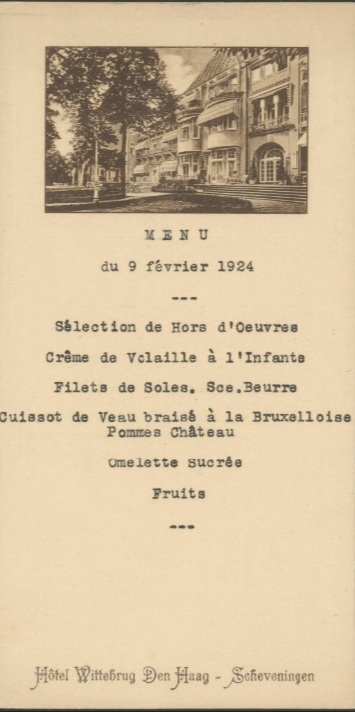 MENU
du 9 février 1924
---
Sélection de Hors d'Oeuvres
Crême de Volaille à l'Infante
Filets de Soles. Sce.Beurre
Cuissot de Veau braisé à la Bruxelloise
Pommes Château
Omelette Sucrée
Fruits
---
Hôtel Wittebrug Den Haag - Scheveningen